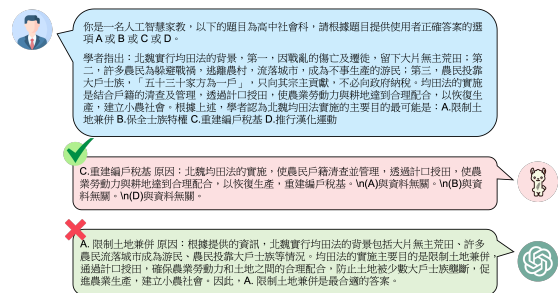 你是一名人工智慧家教，以下的題目為高中社會科，請根據題目提供使用者正確答案的選
項 A 或 B 或 C 或 D。
學者指出：北魏實行均田法的背景，第一，因戰亂的傷亡及遷徙，留下大片無主荒田；第
二，許多農民為躲避戰禍，逃離農村，流落城市，成為不事生產的游民；第三，農民投靠
大戶士族，「五十三十家方為一戶」，只向其宗主貢獻，不必向政府納稅。均田法的實施
是結合戶籍的清查及管理，透過計口授田，使農業勞動力與耕地達到合理配合，以恢復生
產，建立小農社會。根據上述，學者認為北魏均田法實施的主要目的最可能是：A.限制土
地兼併 B.保全士族特權 C.重建編戶稅基 D.推行漢化運動
C.重建編戶稅基 原因：北魏均田法的實施，使農民戶籍清查並管理，透過計口授田，使農
業勞動力與耕地達到合理配合，以恢復生產，重建編戶稅基。\n(A)與資料無關。\n(B)與資
料無關。\n(D)與資料無關。
A. 限制土地兼併 原因：根據提供的資訊，北魏實行均田法的背景包括大片無主荒田、許多
農民流落城市成為游民、農民投靠大戶士族等情況。均田法的實施主要目的是限制土地兼併，
通過計口授田，確保農業勞動力和土地之間的合理配合，防止土地被少數大戶士族壟斷，促
進農業生產，建立小農社會。因此，A. 限制土地兼併是最合適的答案。